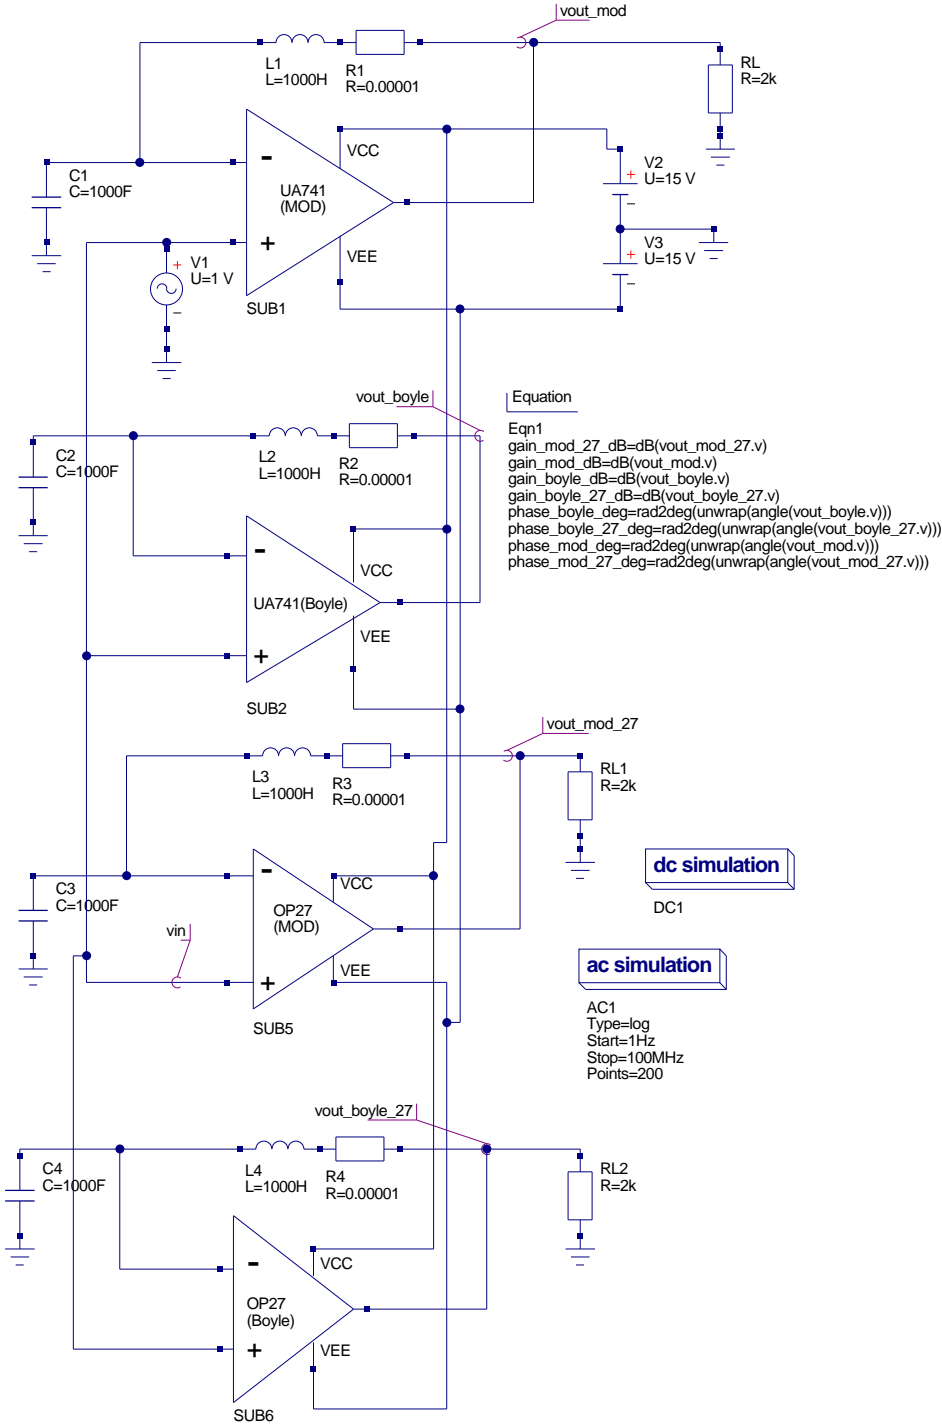 vout_mod
L1
L=1000H
R1
R=0.00001
RL
R=2k
C1
C=1000F
-
UA741
(MOD)
+
VCC
VEE
SUB1
V1
U=1 V
+
–
V2
U=15 V
+
–
V3
U=15 V
+
–
vout_boyle
L2
L=1000H
R2
R=0.00001
C2
C=1000F
-
UA741(Boyle)
+
VCC
VEE
SUB2
Equation
Eqn1
gain_mod_27_dB=dB(vout_mod_27.v)
gain_mod_dB=dB(vout_mod.v)
gain_boyle_dB=dB(vout_boyle.v)
gain_boyle_27_dB=dB(vout_boyle_27.v)
phase_boyle_deg=rad2deg(unwrap(angle(vout_boyle.v)))
phase_boyle_27_deg=rad2deg(unwrap(angle(vout_boyle_27.v)))
phase_mod_deg=rad2deg(unwrap(angle(vout_mod.v)))
phase_mod_27_deg=rad2deg(unwrap(angle(vout_mod_27.v)))
vout_mod_27
L3
L=1000H
R3
R=0.00001
RL1
R=2k
C3
C=1000F
-
OP27
(MOD)
+
VCC
VEE
SUB5
vin
dc simulation
DC1
ac simulation
AC1
Type=log
Start=1Hz
Stop=100MHz
Points=200
vout_boyle_27
L4
L=1000H
R4
R=0.00001
RL2
R=2k
C4
C=1000F
-
OP27
(Boyle)
+
VCC
VEE
SUB6